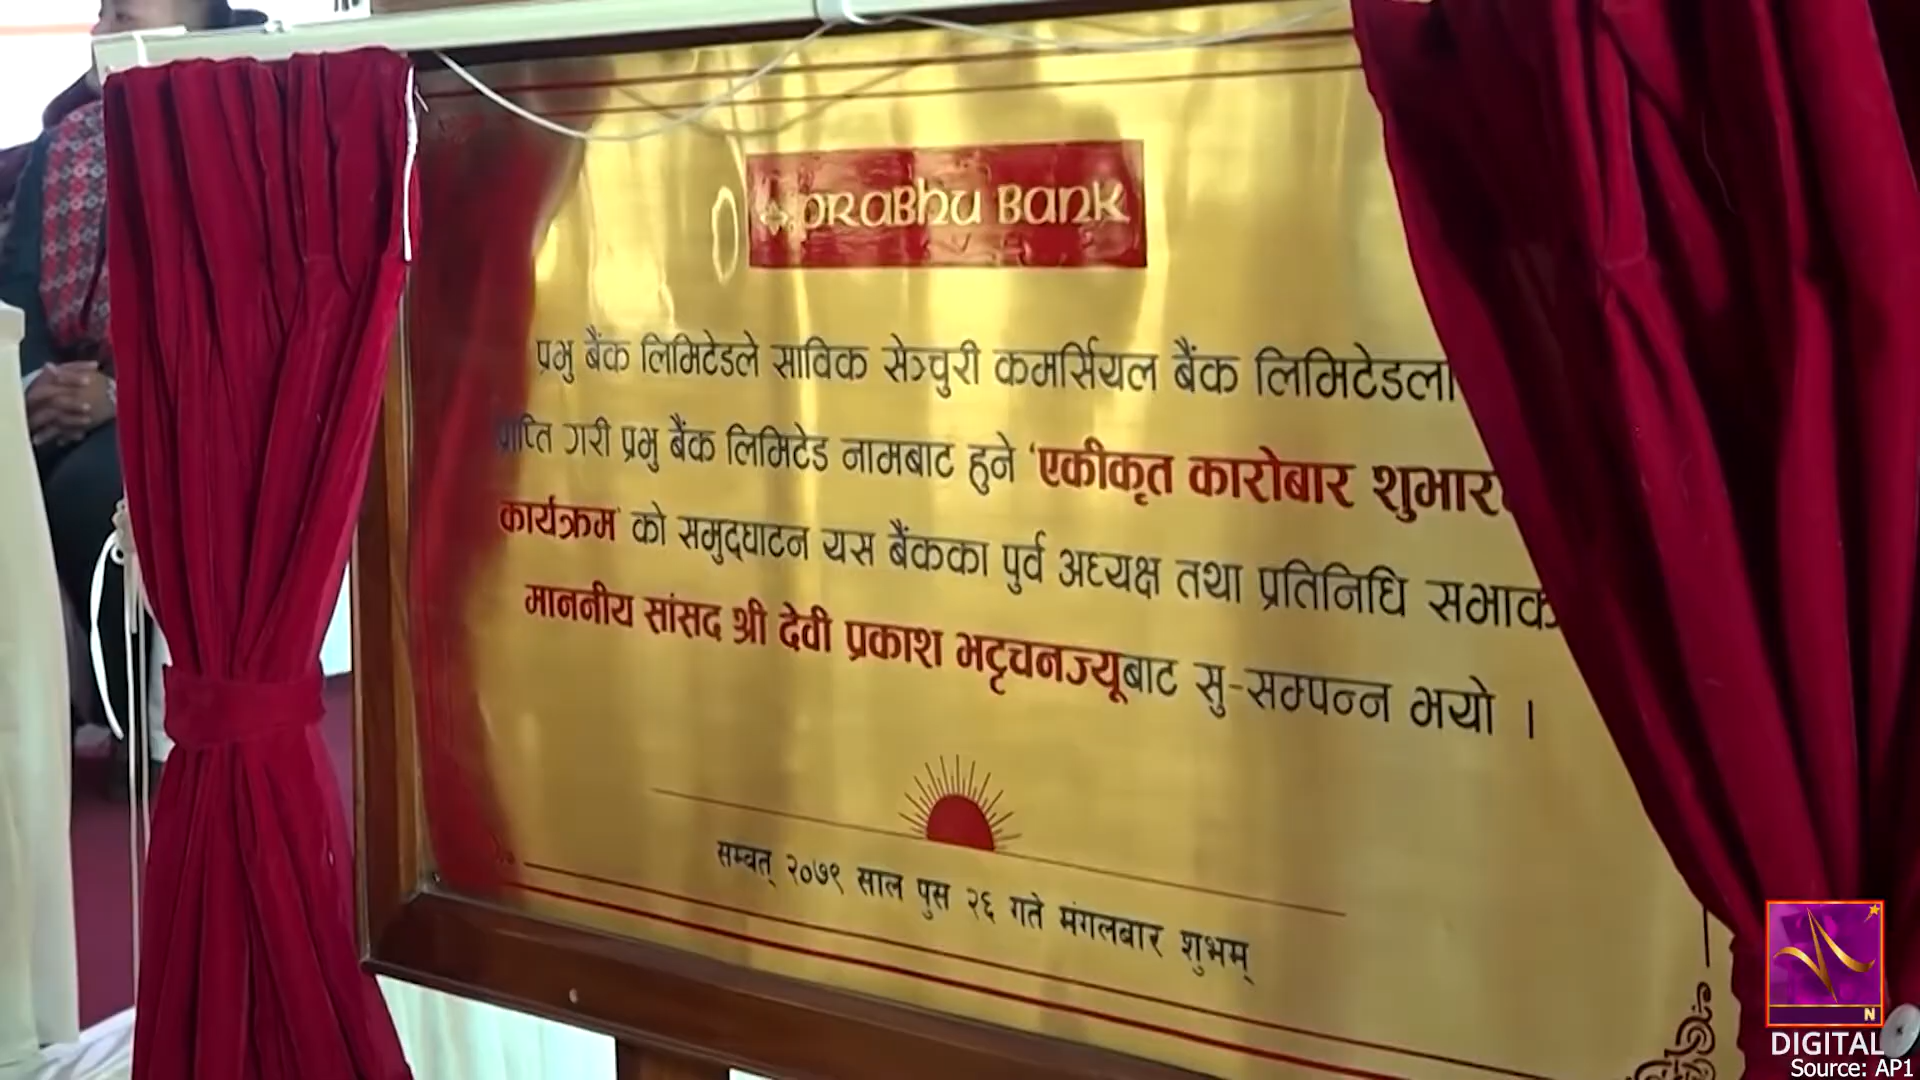 PRABHU BANK
प्रभु बैंक लिमिटेडले साविक सेञ्चुरी कमर्सियल बैंक लिमिटेडला
प्राप्ति गरी प्रभु बैंक लिमिटेड नामबाट हुने 'एकीकृत कारोबार शुभार
कार्यक्रम' को समुद्घाटन यस बैंकका पुर्व अध्यक्ष तथा प्रतिनिधि सभाक
माननीय सांसद श्री देवी प्रकाश भट्टचनज्यूबाट सु-सम्पन्न भयो ।
सम्वत् २०७९ साल पुस २६ गते मंगलबार शुभम्
N
DIGITAL
Source: AP1